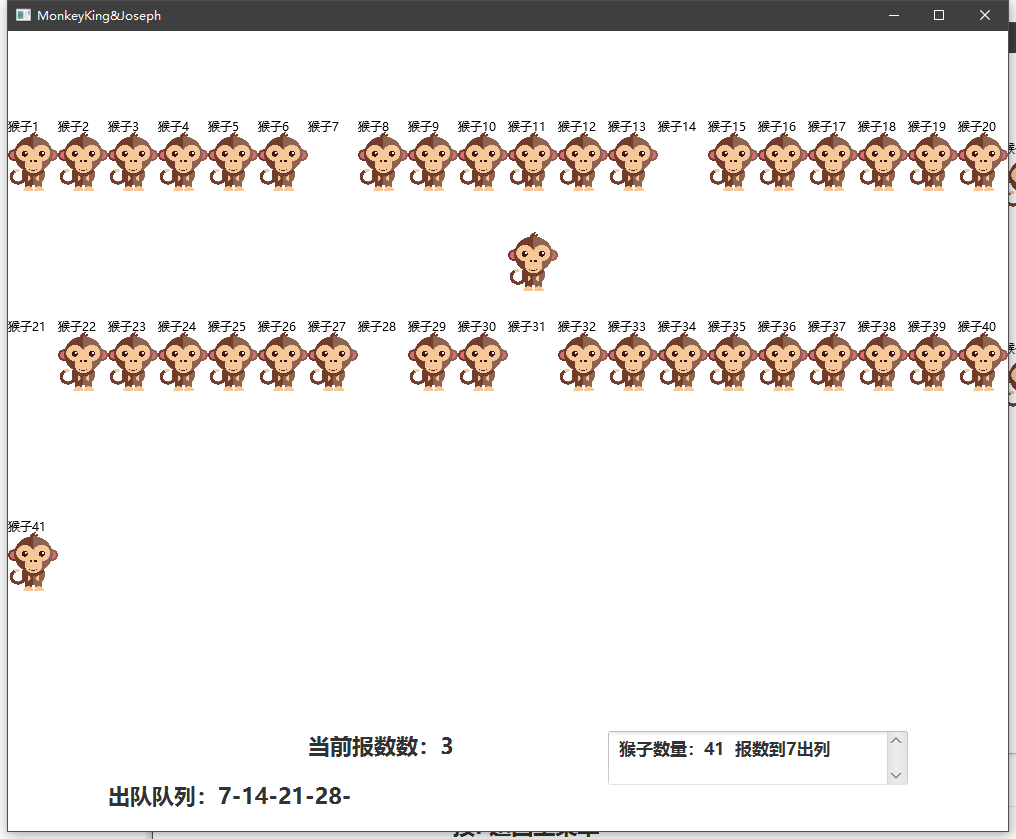 MonkeyKing&Joseph
猴子1 猴子2 猴子3 猴子4 猴子5 猴子6 猴子7 猴子8 猴子9 猴子10 猴子11 猴子12 猴子13 猴子14 猴子15 猴子16 猴子17 猴子18 猴子19 猴子20
猴子21 猴子22 猴子23 猴子24 猴子25 猴子26 猴子27 猴子28 猴子29 猴子30 猴子31 猴子32 猴子33 猴子34 猴子35 猴子36 猴子37 猴子38 猴子39 猴子40
猴子41
当前报数数：3
猴子数量：41 报数到7出列
出队队列：7-14-21-28-